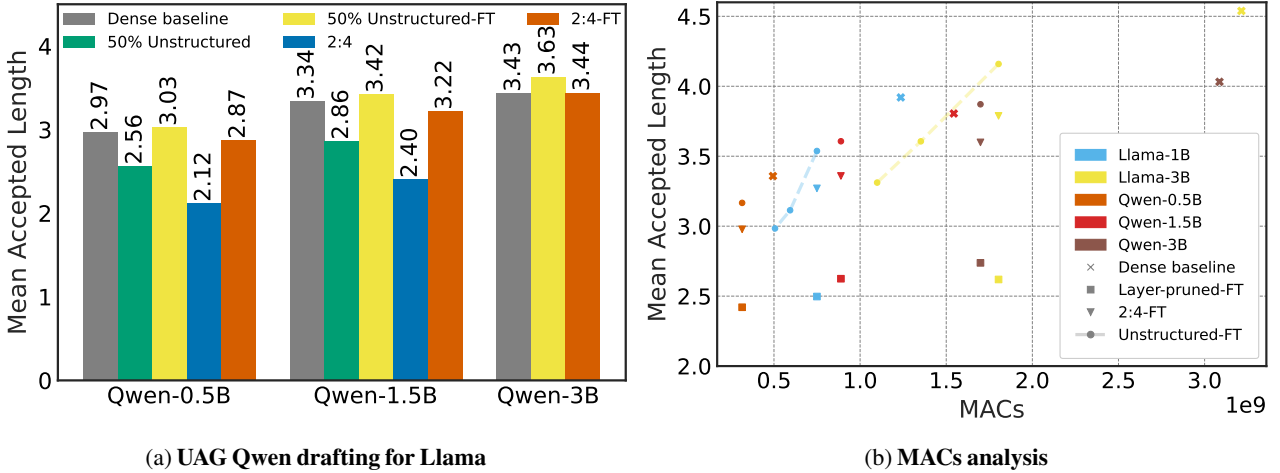 Mean Accepted Length
4
3
2
1
0
Dense baseline
50% Unstructured
50% Unstructured-FT
2:4
2:4-FT
2.97
2.56
3.03
2.12
2.87
3.34
2.86
3.42
2.40
3.22
3.43
3.63
3.44
Qwen-0.5B
Qwen-1.5B
Qwen-3B
(a) UAG Qwen drafting for Llama
Mean Accepted Length
4.5
4.0
3.5
3.0
2.5
2.0
Llama-1B
Llama-3B
Qwen-0.5B
Qwen-1.5B
Qwen-3B
Dense baseline
Layer-pruned-FT
2:4-FT
Unstructured-FT
0.5 1.0 1.5 2.0 2.5 3.0
MACs
1e9
(b) MACs analysis